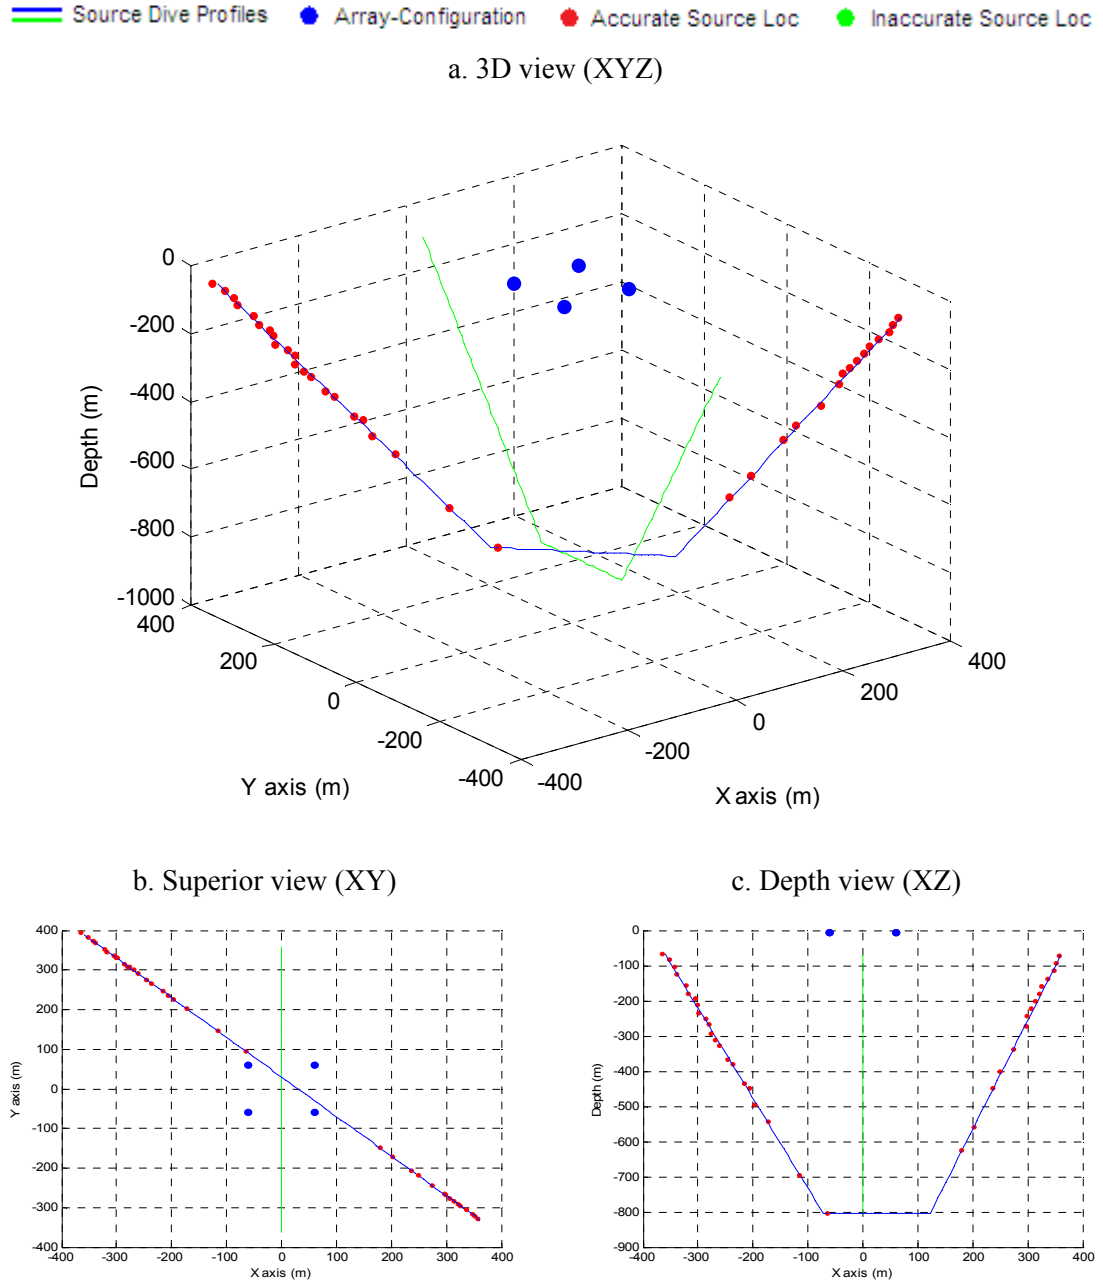 Source Dive Profiles Array-Configuration Accurate Source Loc Inaccurate Source Loc
a. 3D view (XYZ)
0
-200
-400
-600
-800
-1000
Depth (m)
400
200
0
-200
-400
Y axis (m)
-400
-200
0
200
400
X axis (m)
b. Superior view (XY)
400
300
200
100
0
-100
-200
-300
-400
Y axis (m)
-400 -300 -200 -100 0 100 200 300 400
X axis (m)
c. Depth view (XZ)
0
-100
-200
-300
-400
-500
-600
-700
-800
-900
Depth (m)
-400 -300 -200 -100 0 100 200 300 400
X axis (m)